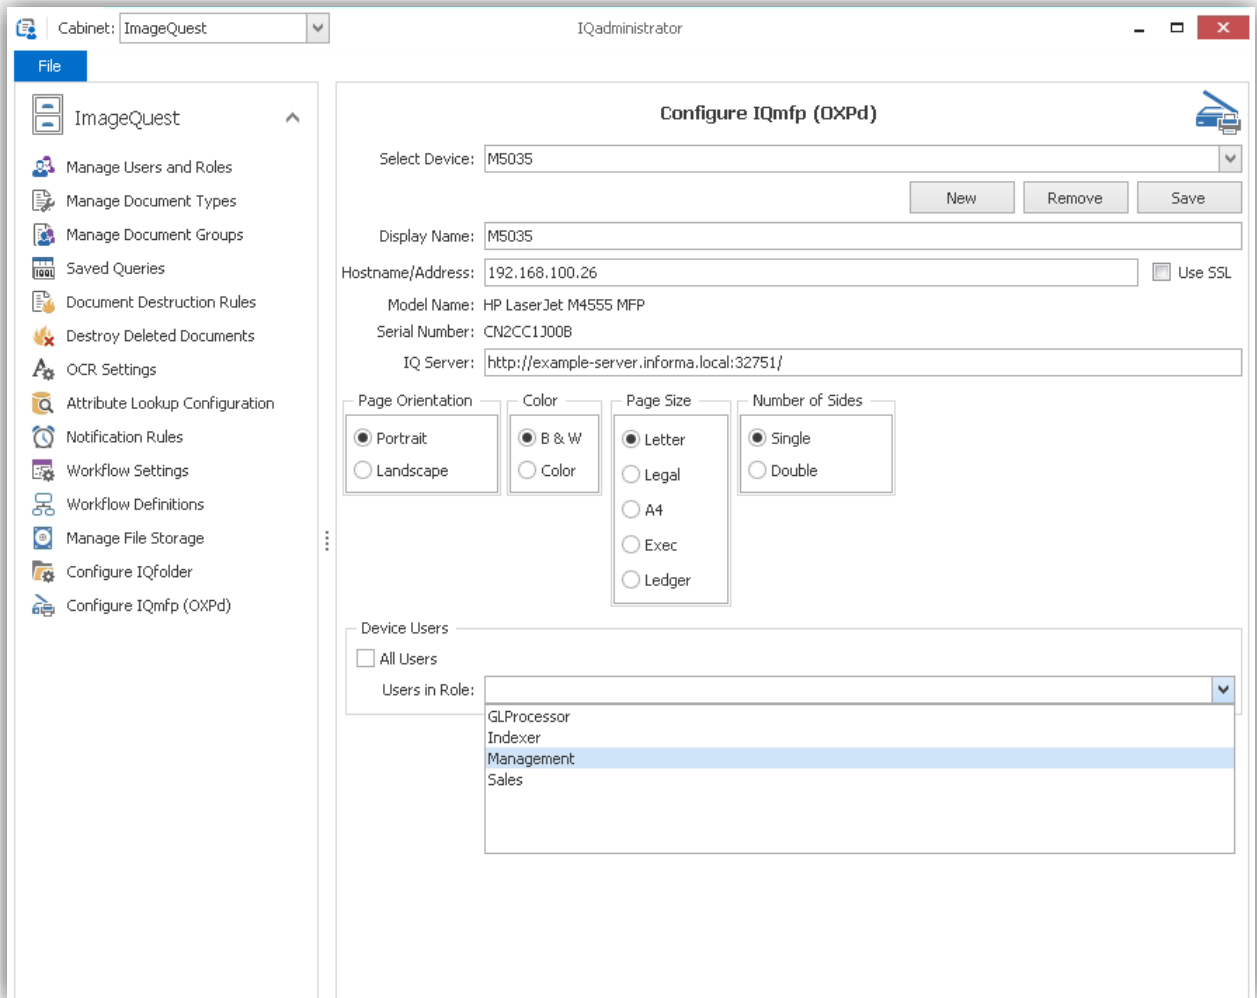 Cabinet: ImageQuest
IQadministrator
File
ImageQuest
Manage Users and Roles
Manage Document Types
Manage Document Groups
IQQL Saved Queries
Document Destruction Rules
Destroy Deleted Documents
OCR Settings
Attribute Lookup Configuration
Notification Rules
Workflow Settings
Workflow Definitions
Manage File Storage
Configure IQfolder
Configure IQmfp (OXPd)
Configure IQmfp (OXPd)
Select Device: M5035
New Remove Save
Display Name: M5035
Hostname/Address: 192.168.100.26 Use SSL
Model Name: HP LaserJet M4555 MFP
Serial Number: CN2CC1J00B
IQ Server: http://example-server.informa.local:32751/
Page Orientation
Portrait
Landscape
Color
B & W
Color
Page Size
Letter
Legal
A4
Exec
Ledger
Number of Sides
Single
Double
Device Users
All Users
Users in Role:
GLProcessor
Indexer
Management
Sales